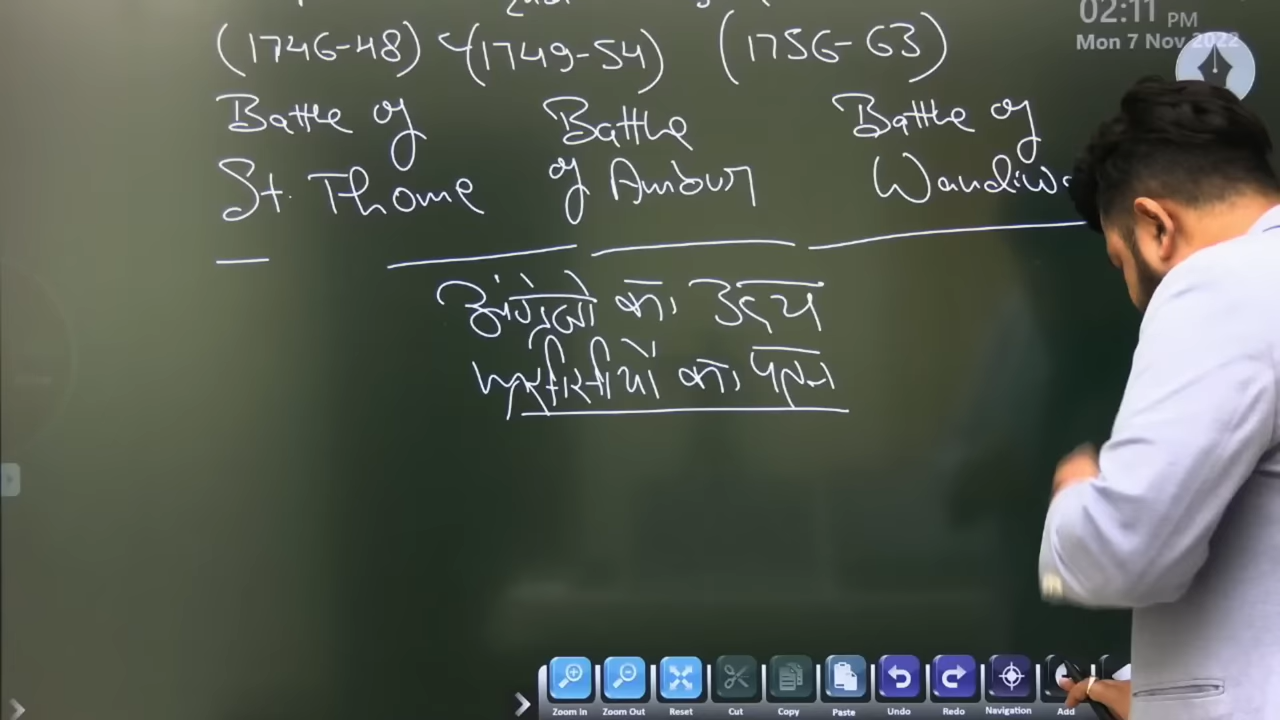 02:11 PM
Mon 7 Nov 2022
(1746-48) (1749-54) (1756-63)
Battle of Battle Battle of
St. Thome of Ambur
अंग्रेजो का उदय
का पतन
Zoom In Zoom Out Reset Cut Copy Paste Undo Redo Navigation Add